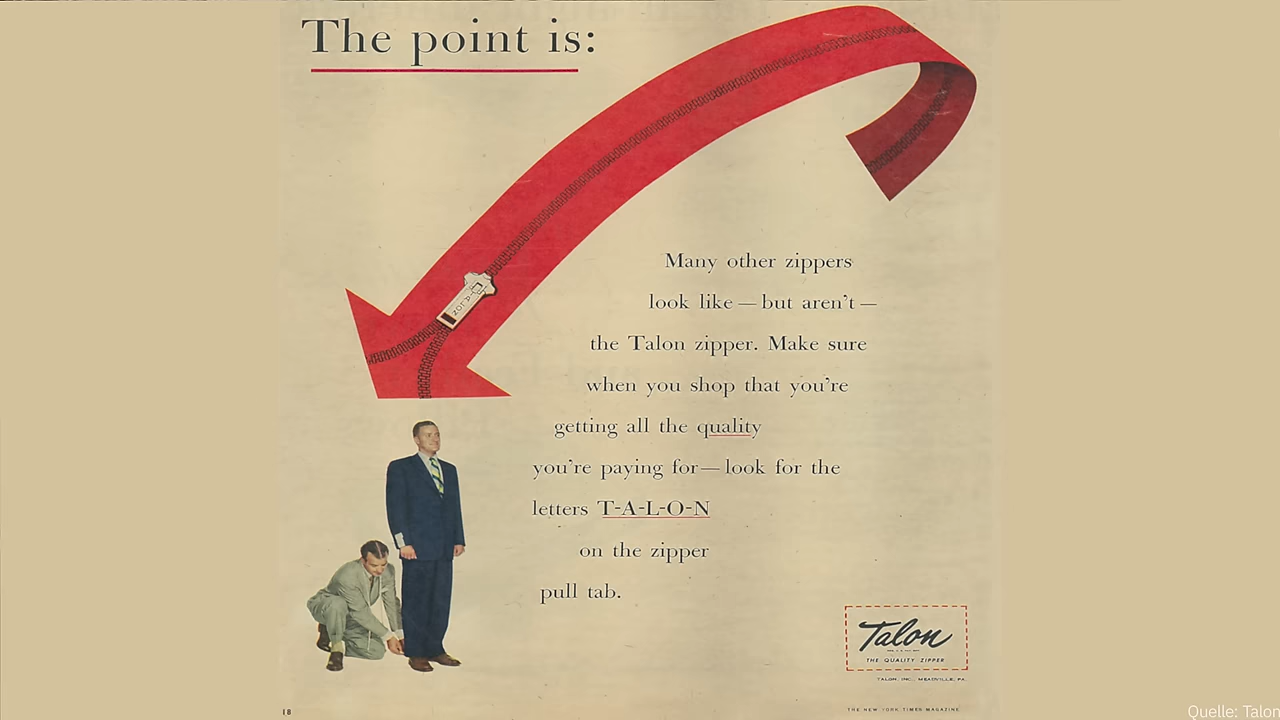 The point is:
TALON
Many other zippers
look like — but aren't —
the Talon zipper. Make sure
when you shop that you're
getting all the quality
you're paying for — look for the
letters T-A-L-O-N
on the zipper
pull tab.
Talon
THE QUALITY ZIPPER
TALON, INC., MEADVILLE, PA.
18
THE NEW YORK TIMES MAGAZINE
Quelle: Talon